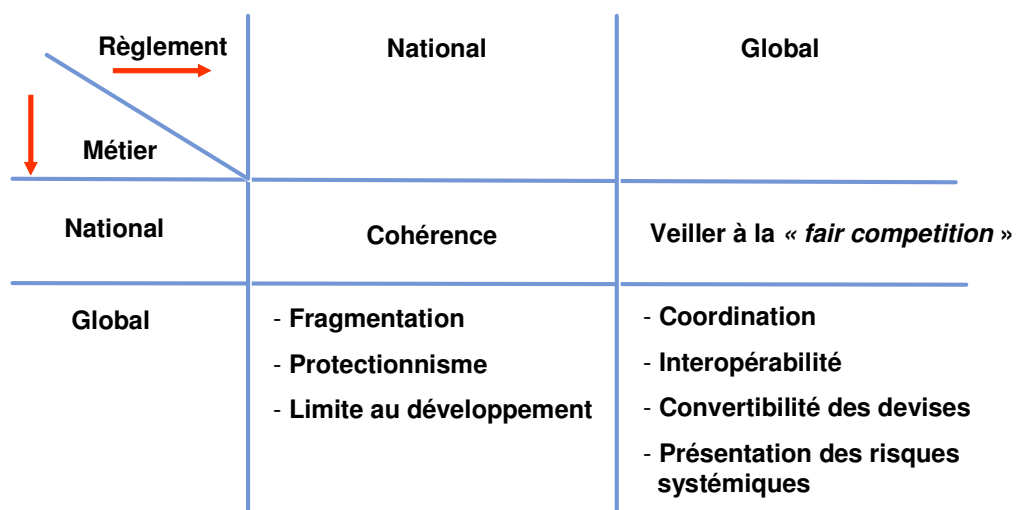 Règlement
National
Global
Métier
National
Cohérence
Veiller à la « fair competition »
Global
- Fragmentation
- Protectionnisme
- Limite au développement
- Coordination
- Interopérabilité
- Convertibilité des devises
- Présentation des risques
systémiques